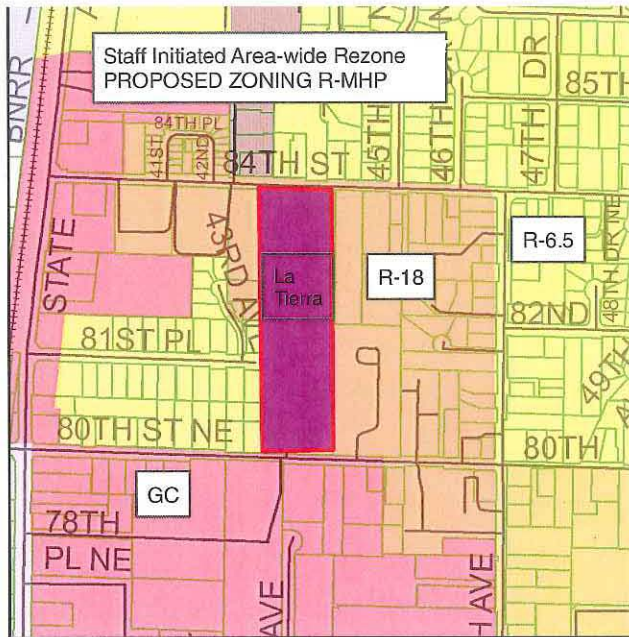 Staff Initiated Area-wide Rezone
PROPOSED ZONING R-MHP
BNRR
DR
85TH
84TH PL
41ST
42ND
84TH ST
45TH
46TH
47TH
STATE
43RD AV
La
Tierra
R-18
R-6.5
48TH DR NE
82ND
81ST PL
49TH
80TH ST NE
80TH
GC
78TH
PL NE
AVE
H AVE